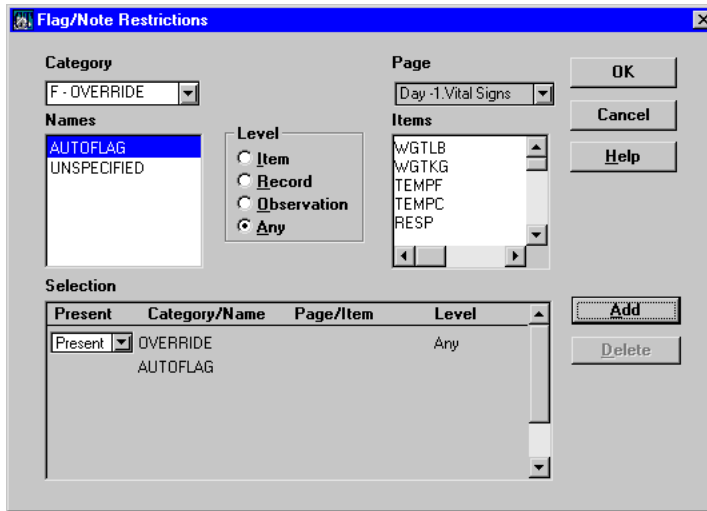 Flag/Note Restrictions
Category
F - OVERRIDE
Names
AUTOFLAG
UNSPECIFIED
Level
Item
Record
Observation
Any
Page
Day -1.Vital Signs
Items
WGTLB
WGTKG
TEMPF
TEMPC
RESP
OK
Cancel
Help
Selection
Present Category/Name Page/Item Level
Present OVERRIDE Any
AUTOFLAG
Add
Delete